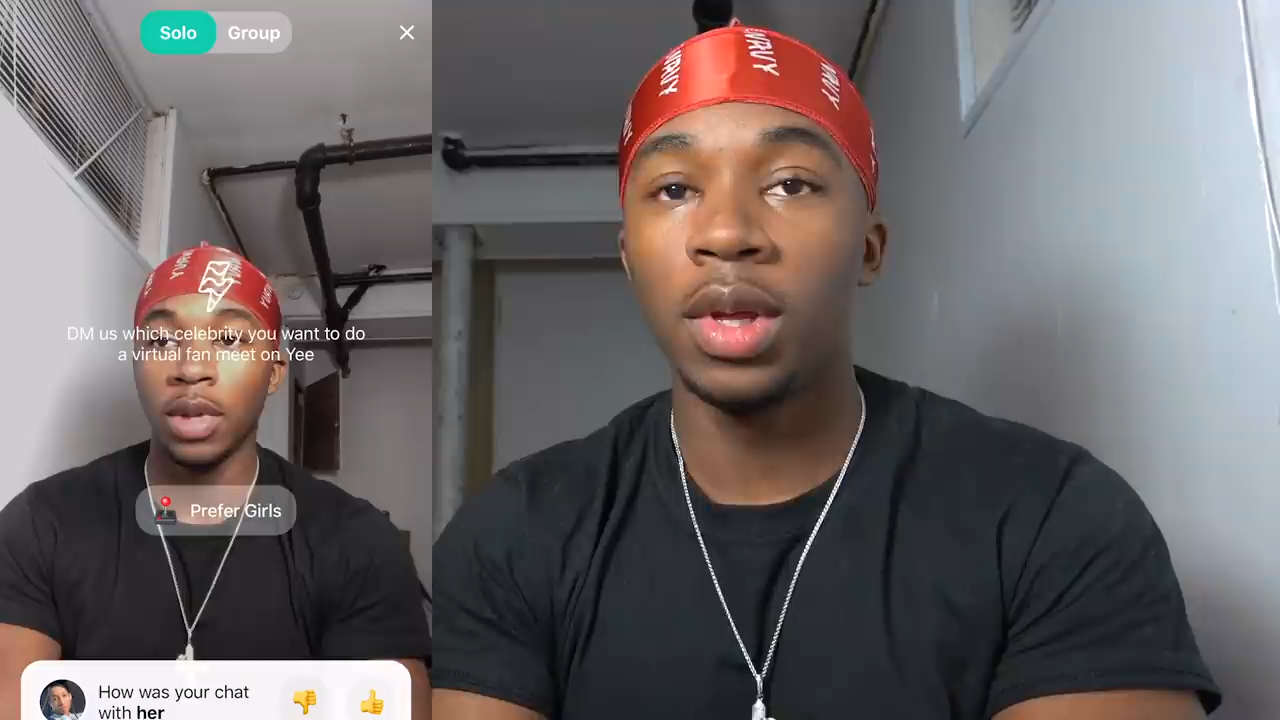 Solo Group
DM us which celebrity you want to do
a virtual fan meet on Yee
Prefer Girls
How was your chat
with her